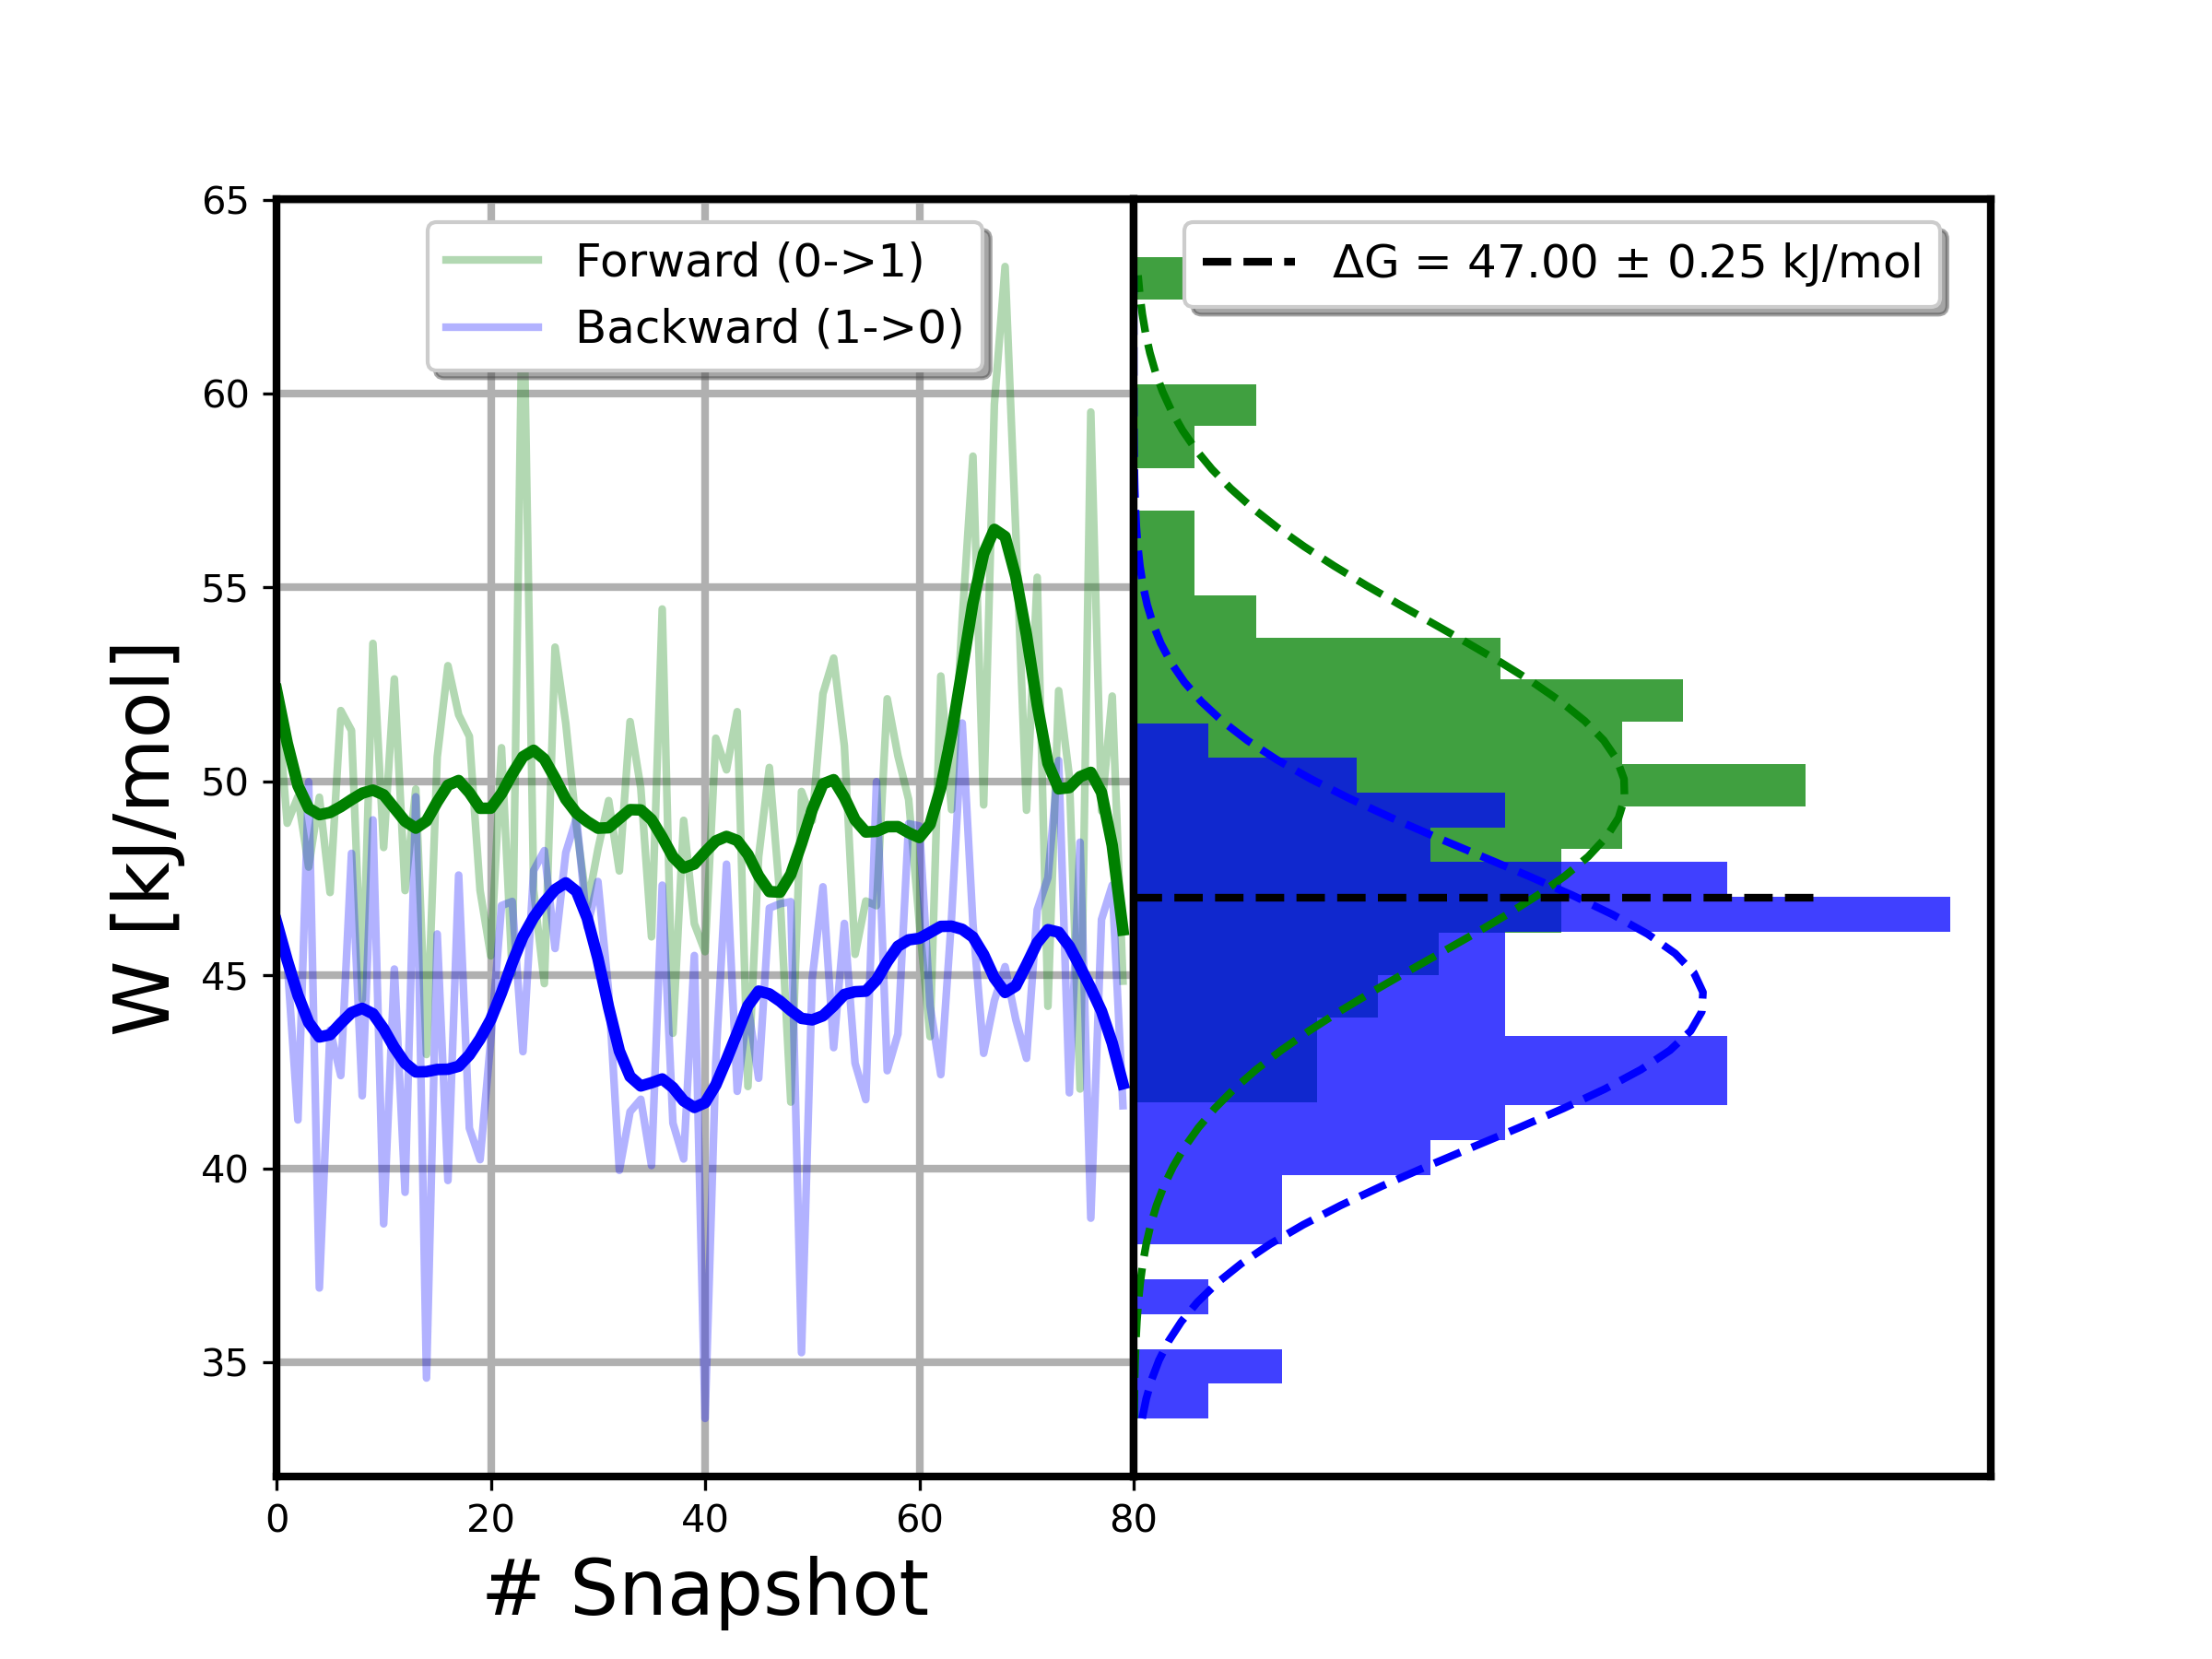 65
60
55
50
45
40
35
W [kJ/mol]
Forward (0->1)
Backward (1->0)
ΔG = 47.00 ± 0.25 kJ/mol
0 20 40 60 80
# Snapshot